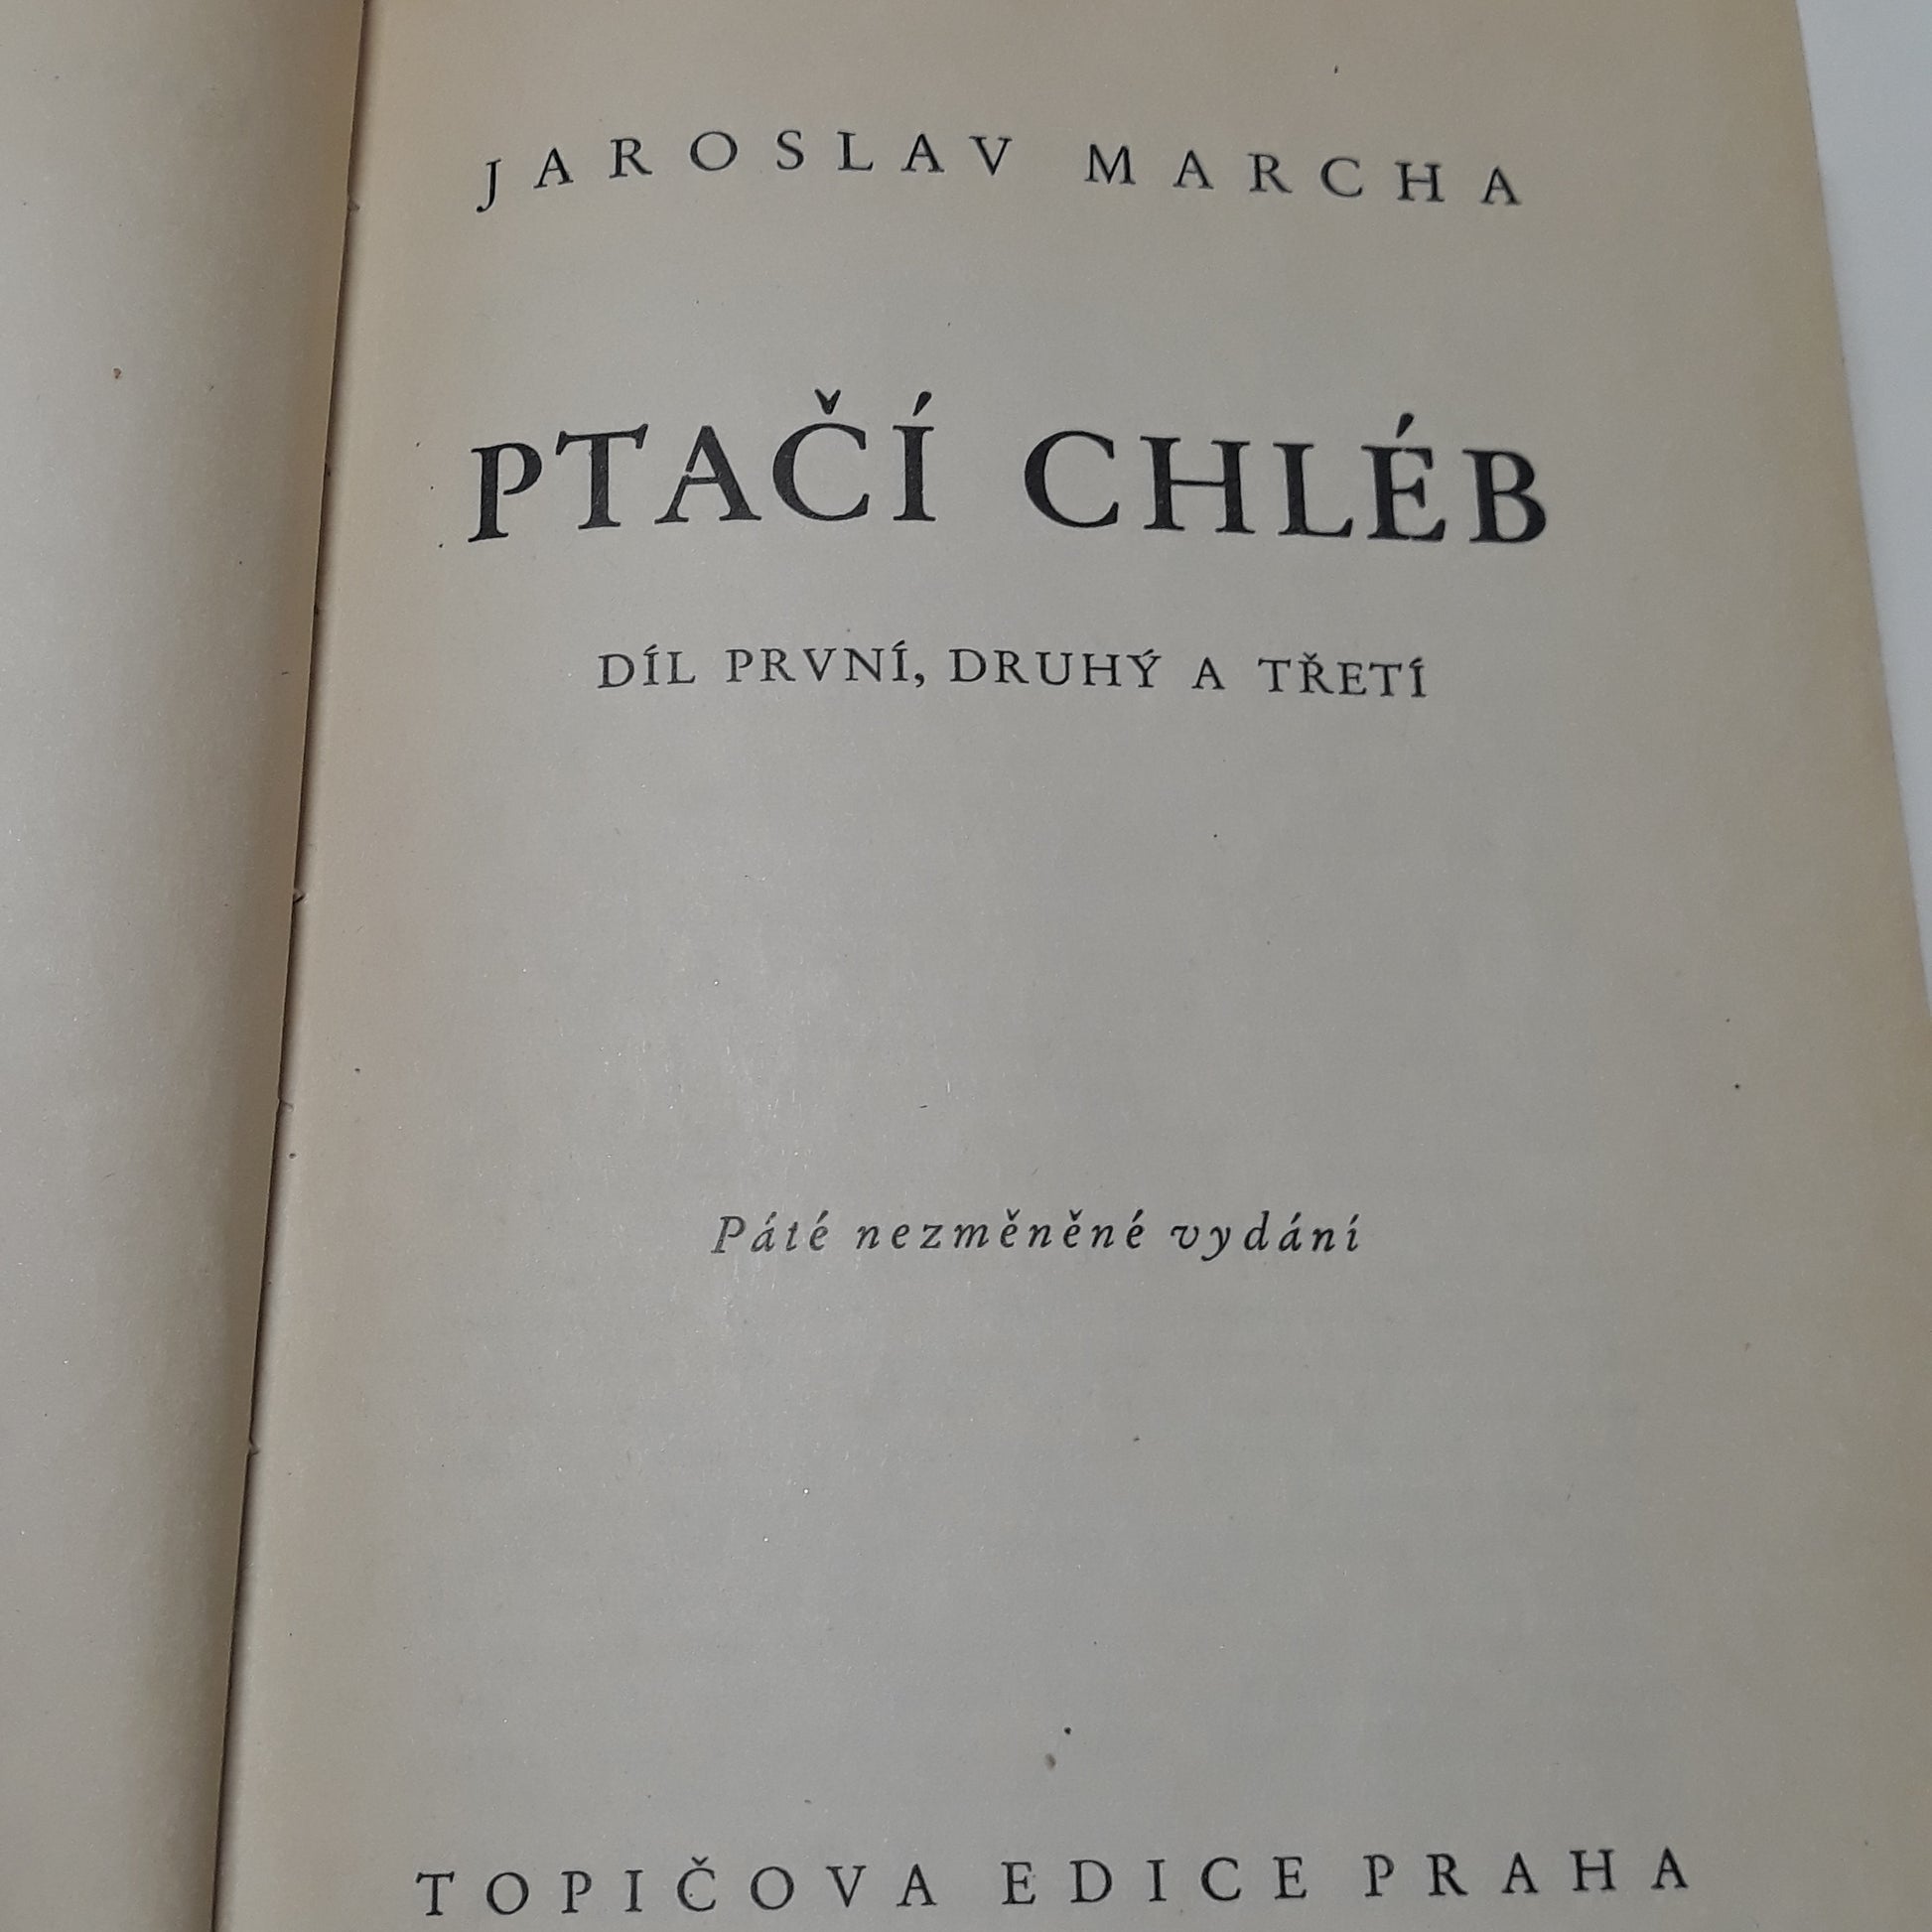 JAROSLAV MARCHA
PTAČÍ CHLÉB
DÍL PRVNÍ, DRUHÝ A TŘETÍ
Páté nezměněné vydání
TOPIČOVA EDICE PRAHA